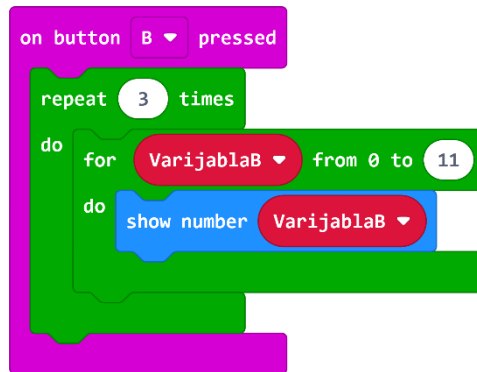 on button B pressed
repeat 3 times
do for VarijablaB from 0 to 11
do show number VarijablaB